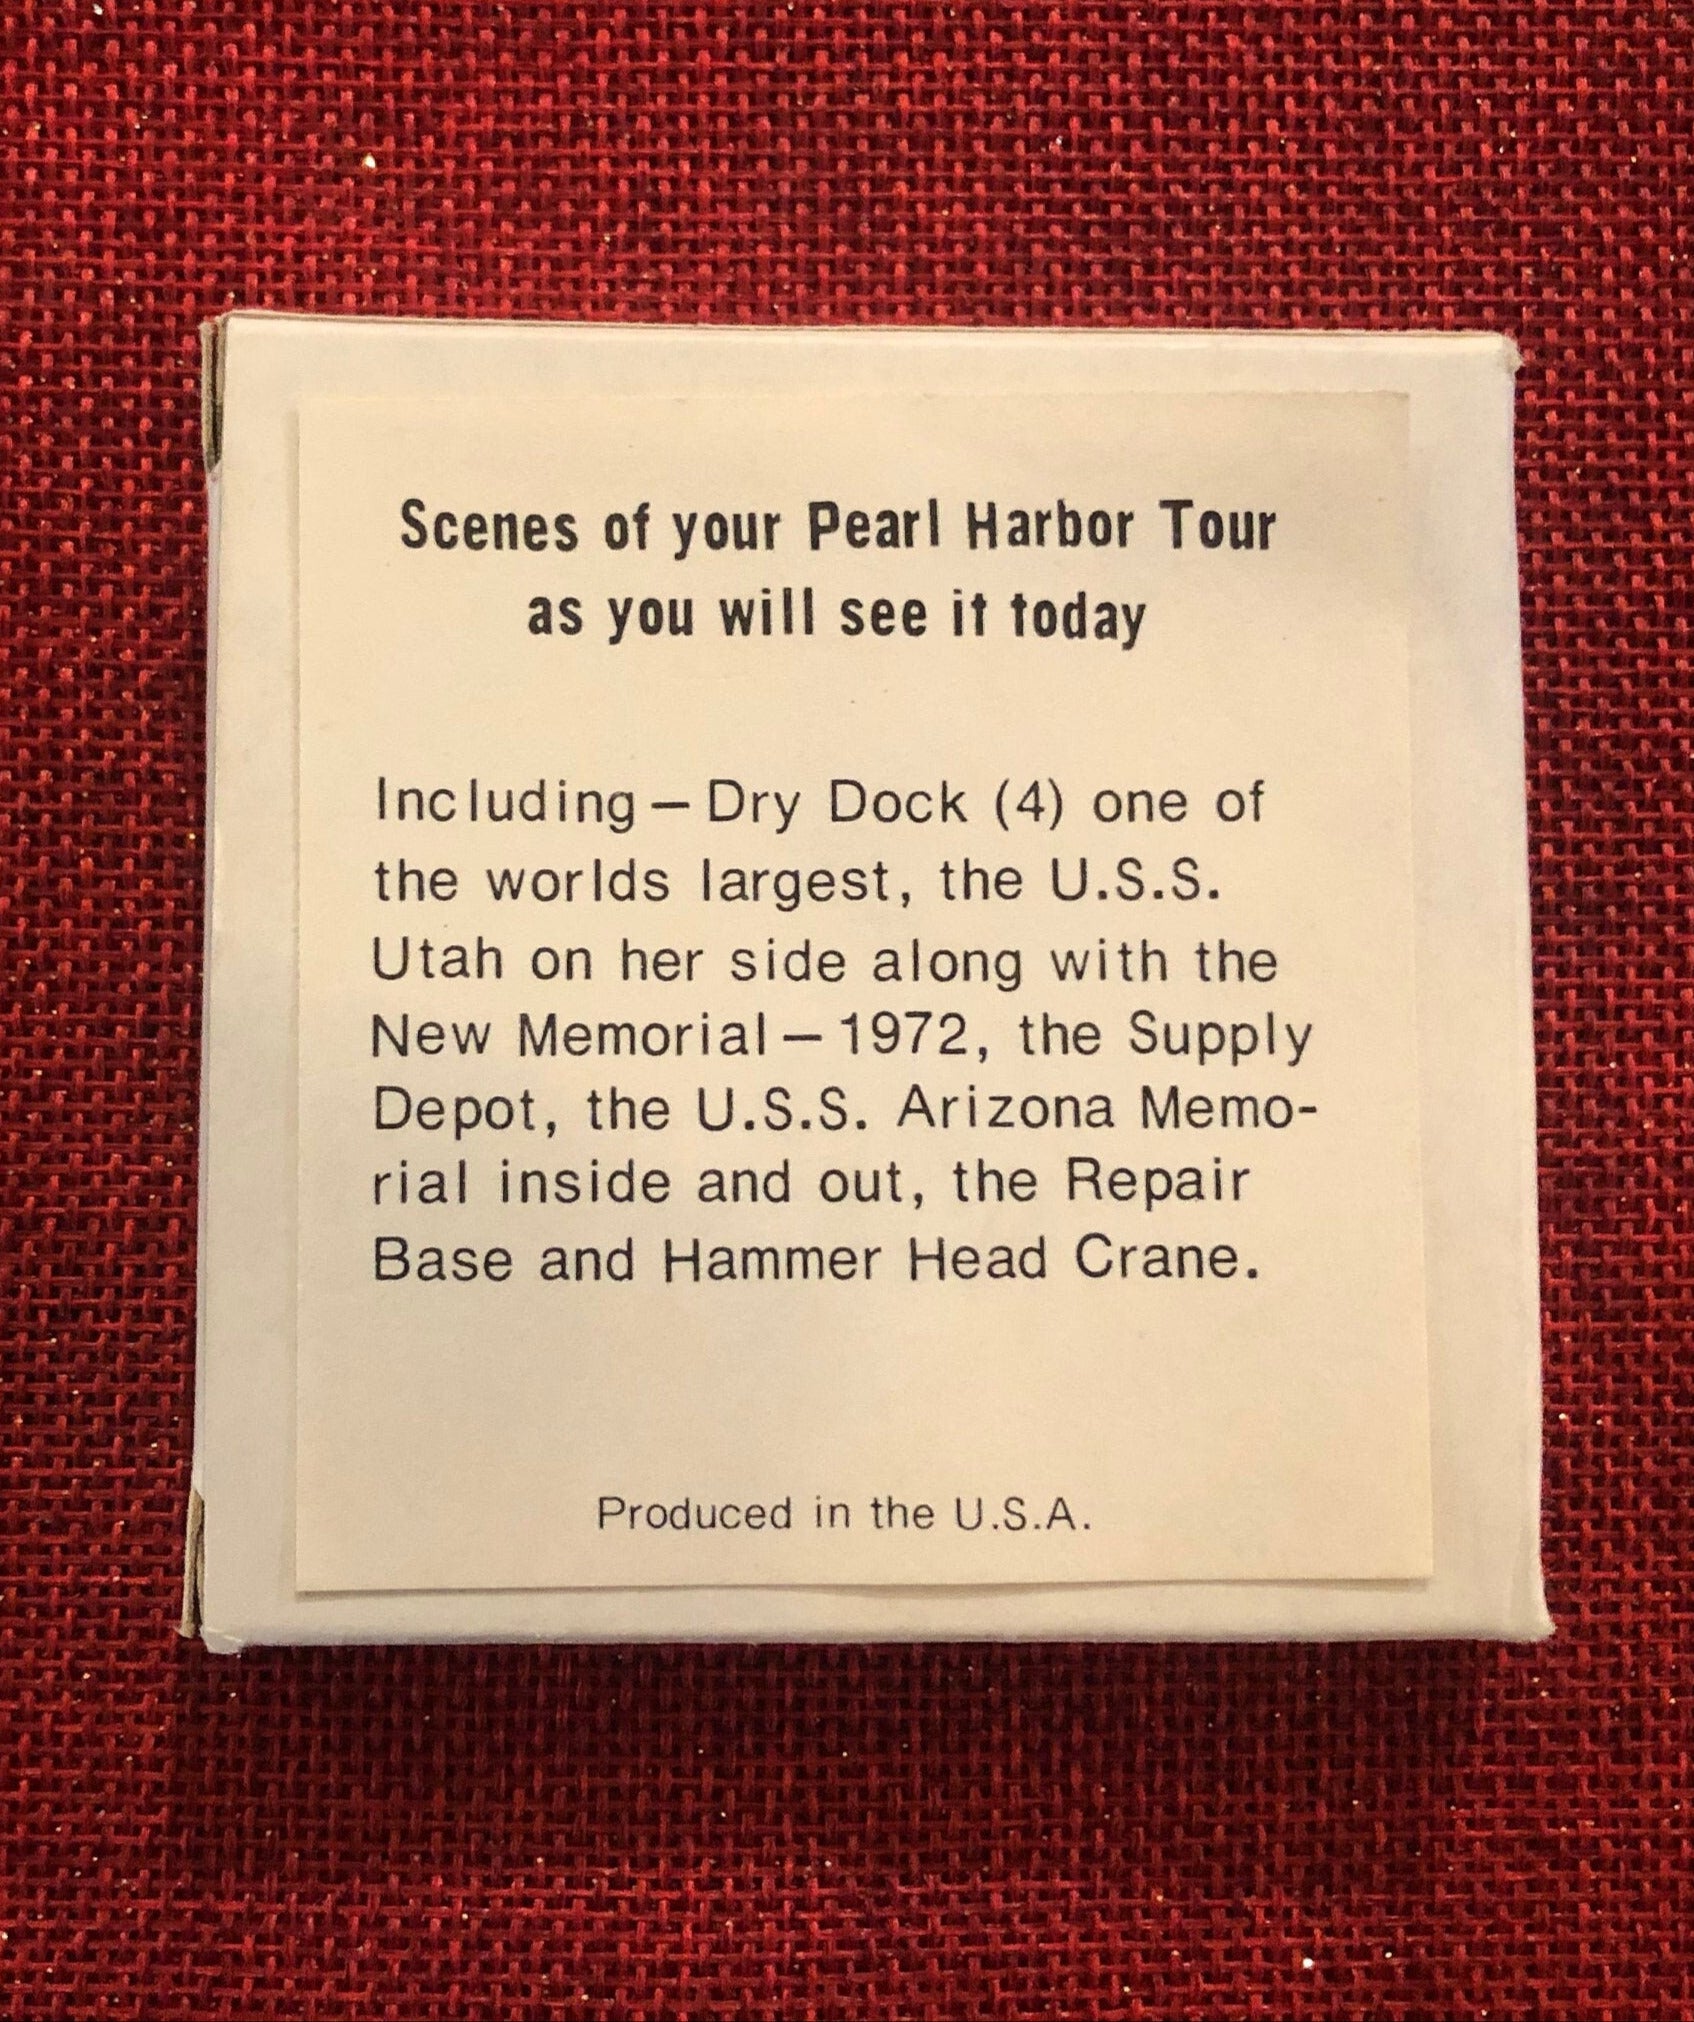 Scenes of your Pearl Harbor Tour
as you will see it today
Including – Dry Dock (4) one of
the worlds largest, the U.S.S.
Utah on her side along with the
New Memorial – 1972, the Supply
Depot, the U.S.S. Arizona Memo-
rial inside and out, the Repair
Base and Hammer Head Crane.
Produced in the U.S.A.